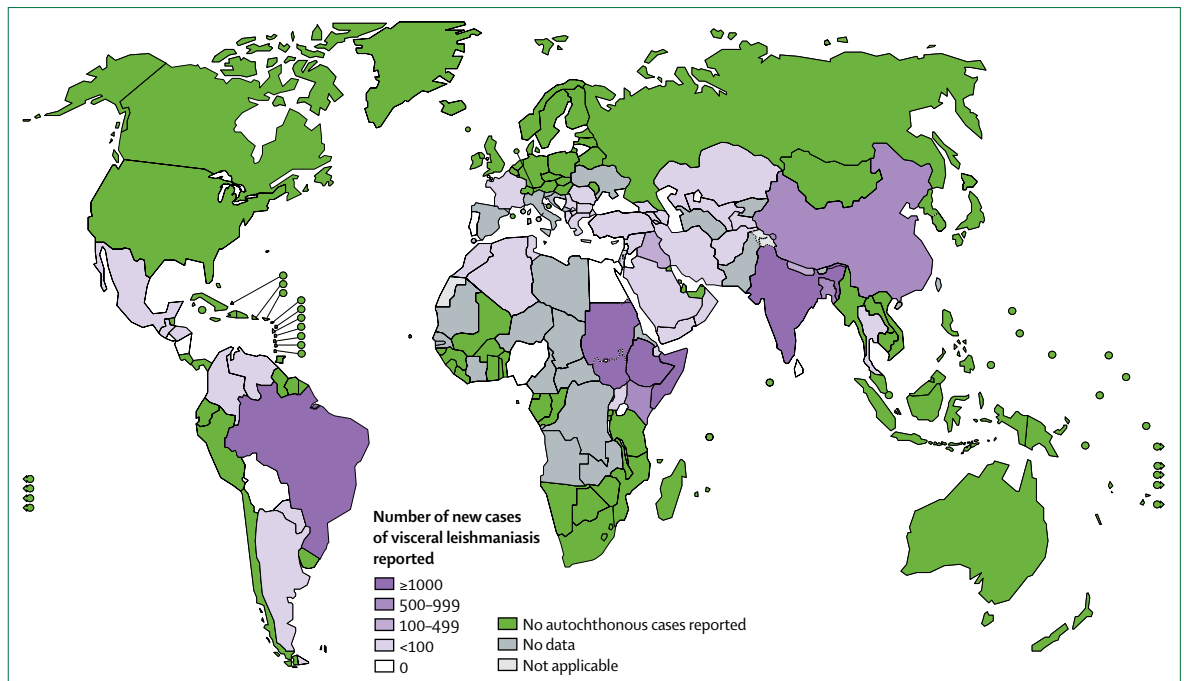 Number of new cases
of visceral leishmaniasis
reported
≥1000
500–999
100–499
<100
0
No autochthonous cases reported
No data
Not applicable